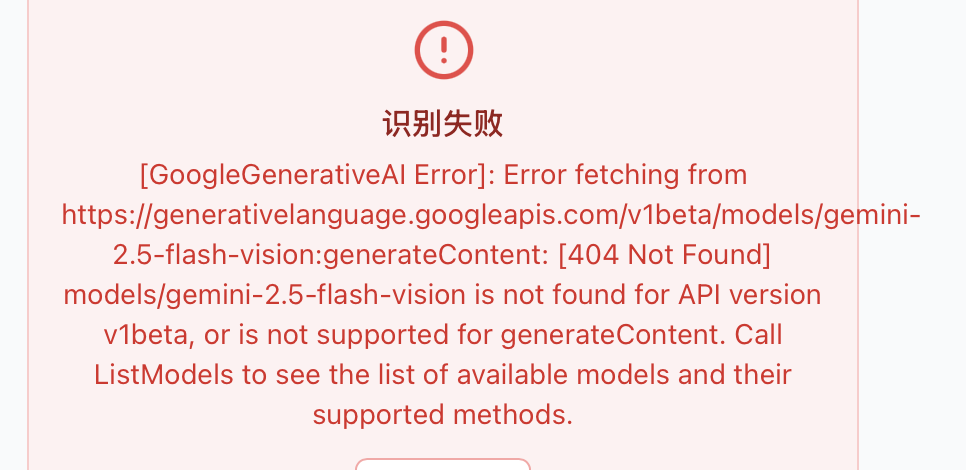 识别失败
[GoogleGenerativeAI Error]: Error fetching from
https://generativelanguage.googleapis.com/v1beta/models/gemini-
2.5-flash-vision:generateContent: [404 Not Found]
models/gemini-2.5-flash-vision is not found for API version
v1beta, or is not supported for generateContent. Call
ListModels to see the list of available models and their
supported methods.